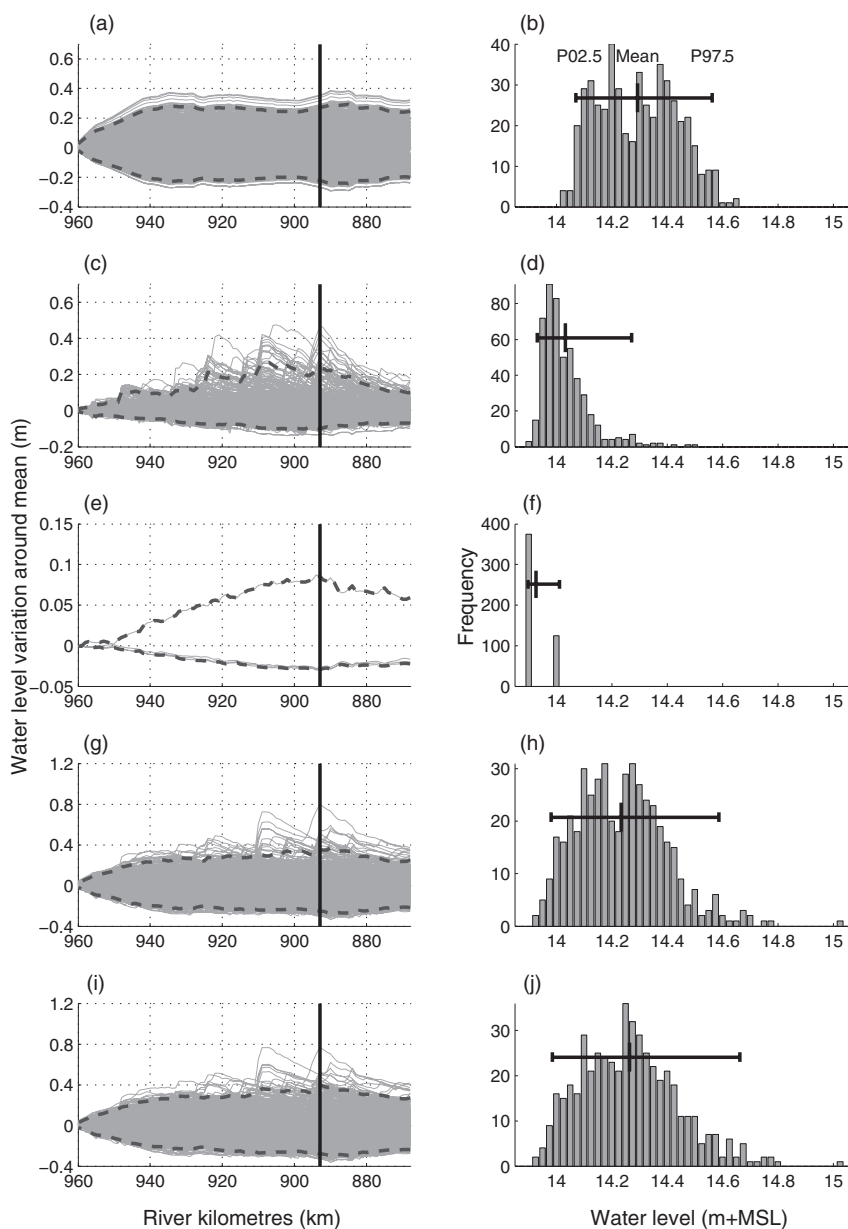 (a)
0.6
0.4
0.2
0
−0.2
−0.4
960 940 920 900 880
(b)
P02.5 Mean P97.5
40
30
20
10
0
14 14.2 14.4 14.6 14.8 15
(c)
0.6
0.4
0.2
0
−0.2
960 940 920 900 880
(d)
80
60
40
20
0
14 14.2 14.4 14.6 14.8 15
Water level variation around mean (m)
(e)
0.15
0.1
0.05
0
−0.05
960 940 920 900 880
(f)
Frequency
400
300
200
100
0
14 14.2 14.4 14.6 14.8 15
(g)
1.2
0.8
0.4
0
−0.4
960 940 920 900 880
(h)
30
20
10
0
14 14.2 14.4 14.6 14.8 15
(i)
1.2
0.8
0.4
0
−0.4
960 940 920 900 880
River kilometres (km)
(j)
30
20
10
0
14 14.2 14.4 14.6 14.8 15
Water level (m+MSL)